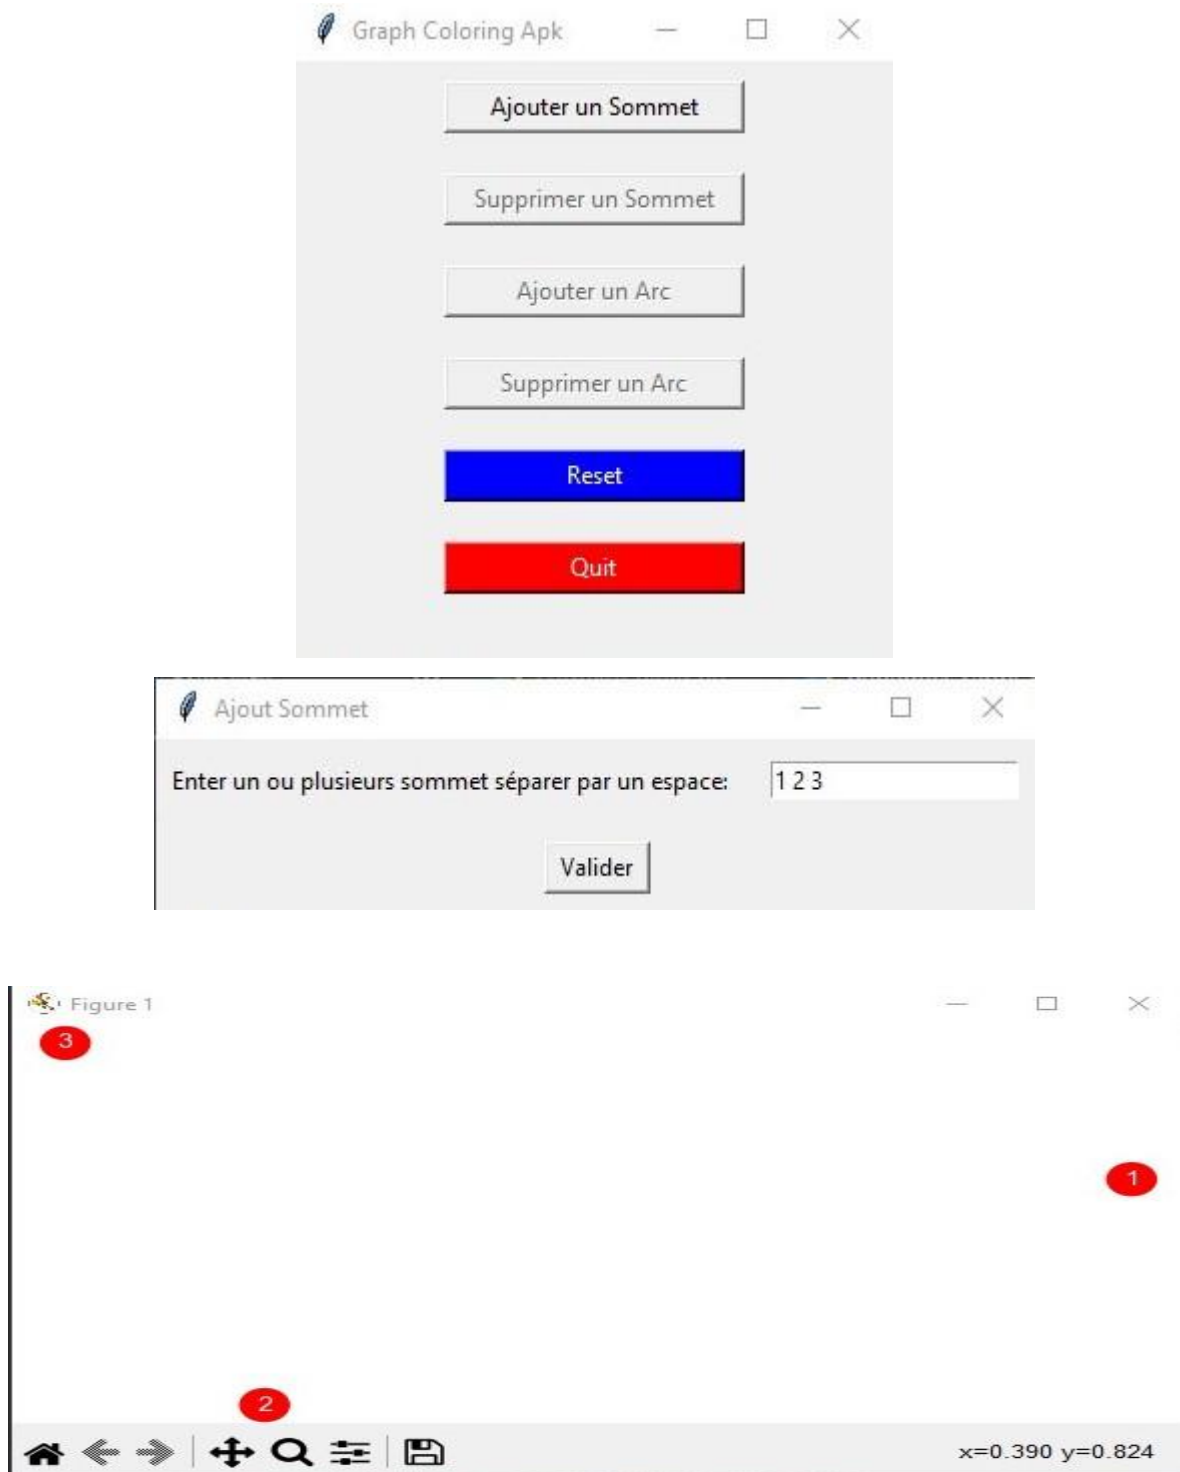 Graph Coloring Apk
Ajouter un Sommet
Supprimer un Sommet
Ajouter un Arc
Supprimer un Arc
Reset
Quit
Ajout Sommet
Enter un ou plusieurs sommet séparer par un espace: 1 2 3
Valider
Figure 1
3
1
2
x=0.390 y=0.824